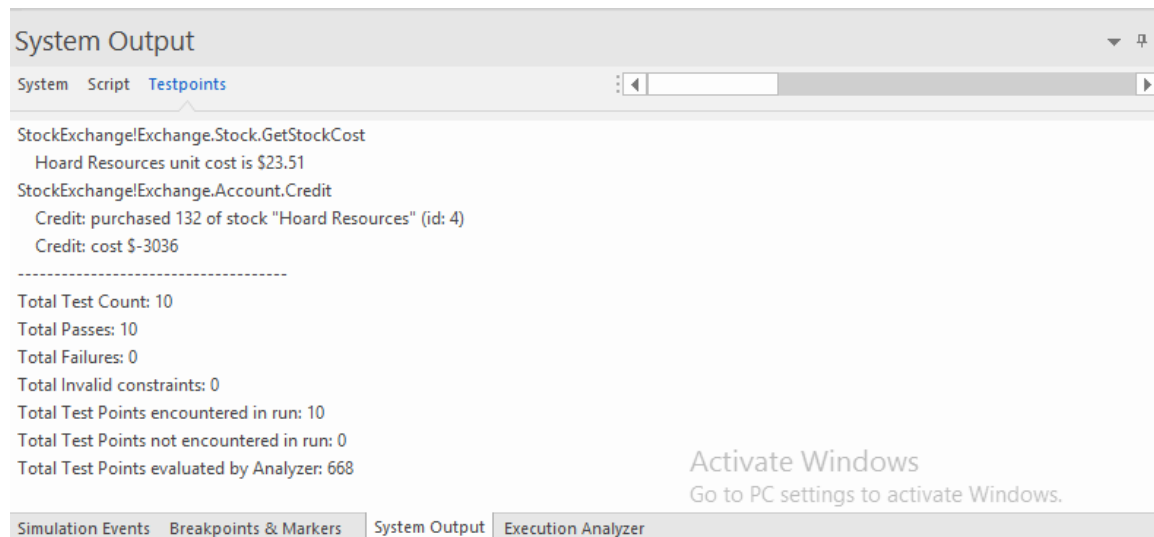 System Output
System Script Testpoints
StockExchange!Exchange.Stock.GetStockCost
Hoard Resources unit cost is $23.51
StockExchange!Exchange.Account.Credit
Credit: purchased 132 of stock "Hoard Resources" (id: 4)
Credit: cost $-3036
-------------------------------------
Total Test Count: 10
Total Passes: 10
Total Failures: 0
Total Invalid constraints: 0
Total Test Points encountered in run: 10
Total Test Points not encountered in run: 0
Total Test Points evaluated by Analyzer: 668
Activate Windows
Go to PC settings to activate Windows.
Simulation Events Breakpoints & Markers System Output Execution Analyzer